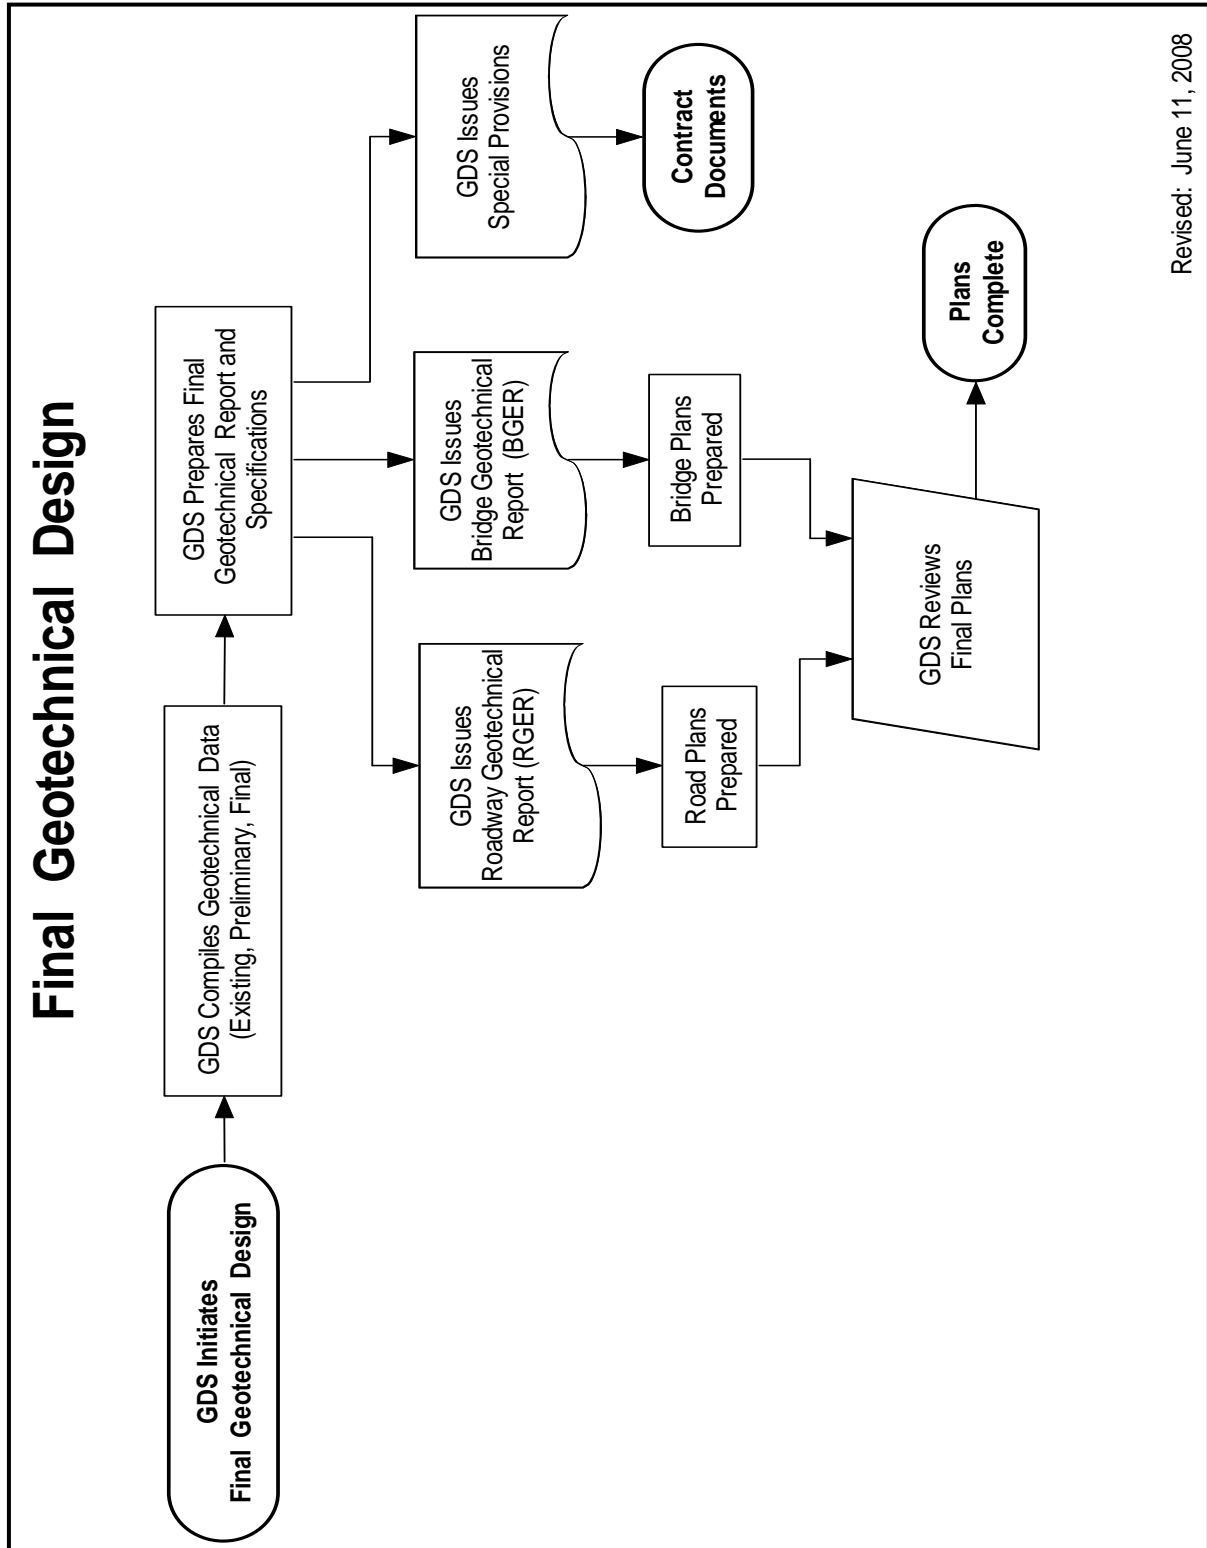 Final Geotechnical Design
GDS Initiates
Final Geotechnical Design
GDS Compiles Geotechnical Data
(Existing, Preliminary, Final)
GDS Prepares Final
Geotechnical Report and
Specifications
GDS Issues
Roadway Geotechnical
Report (RGER)
GDS Issues
Bridge Geotechnical
Report (BGER)
GDS Issues
Special Provisions
Road Plans
Prepared
Bridge Plans
Prepared
Contract
Documents
GDS Reviews
Final Plans
Plans
Complete
Revised: June 11, 2008